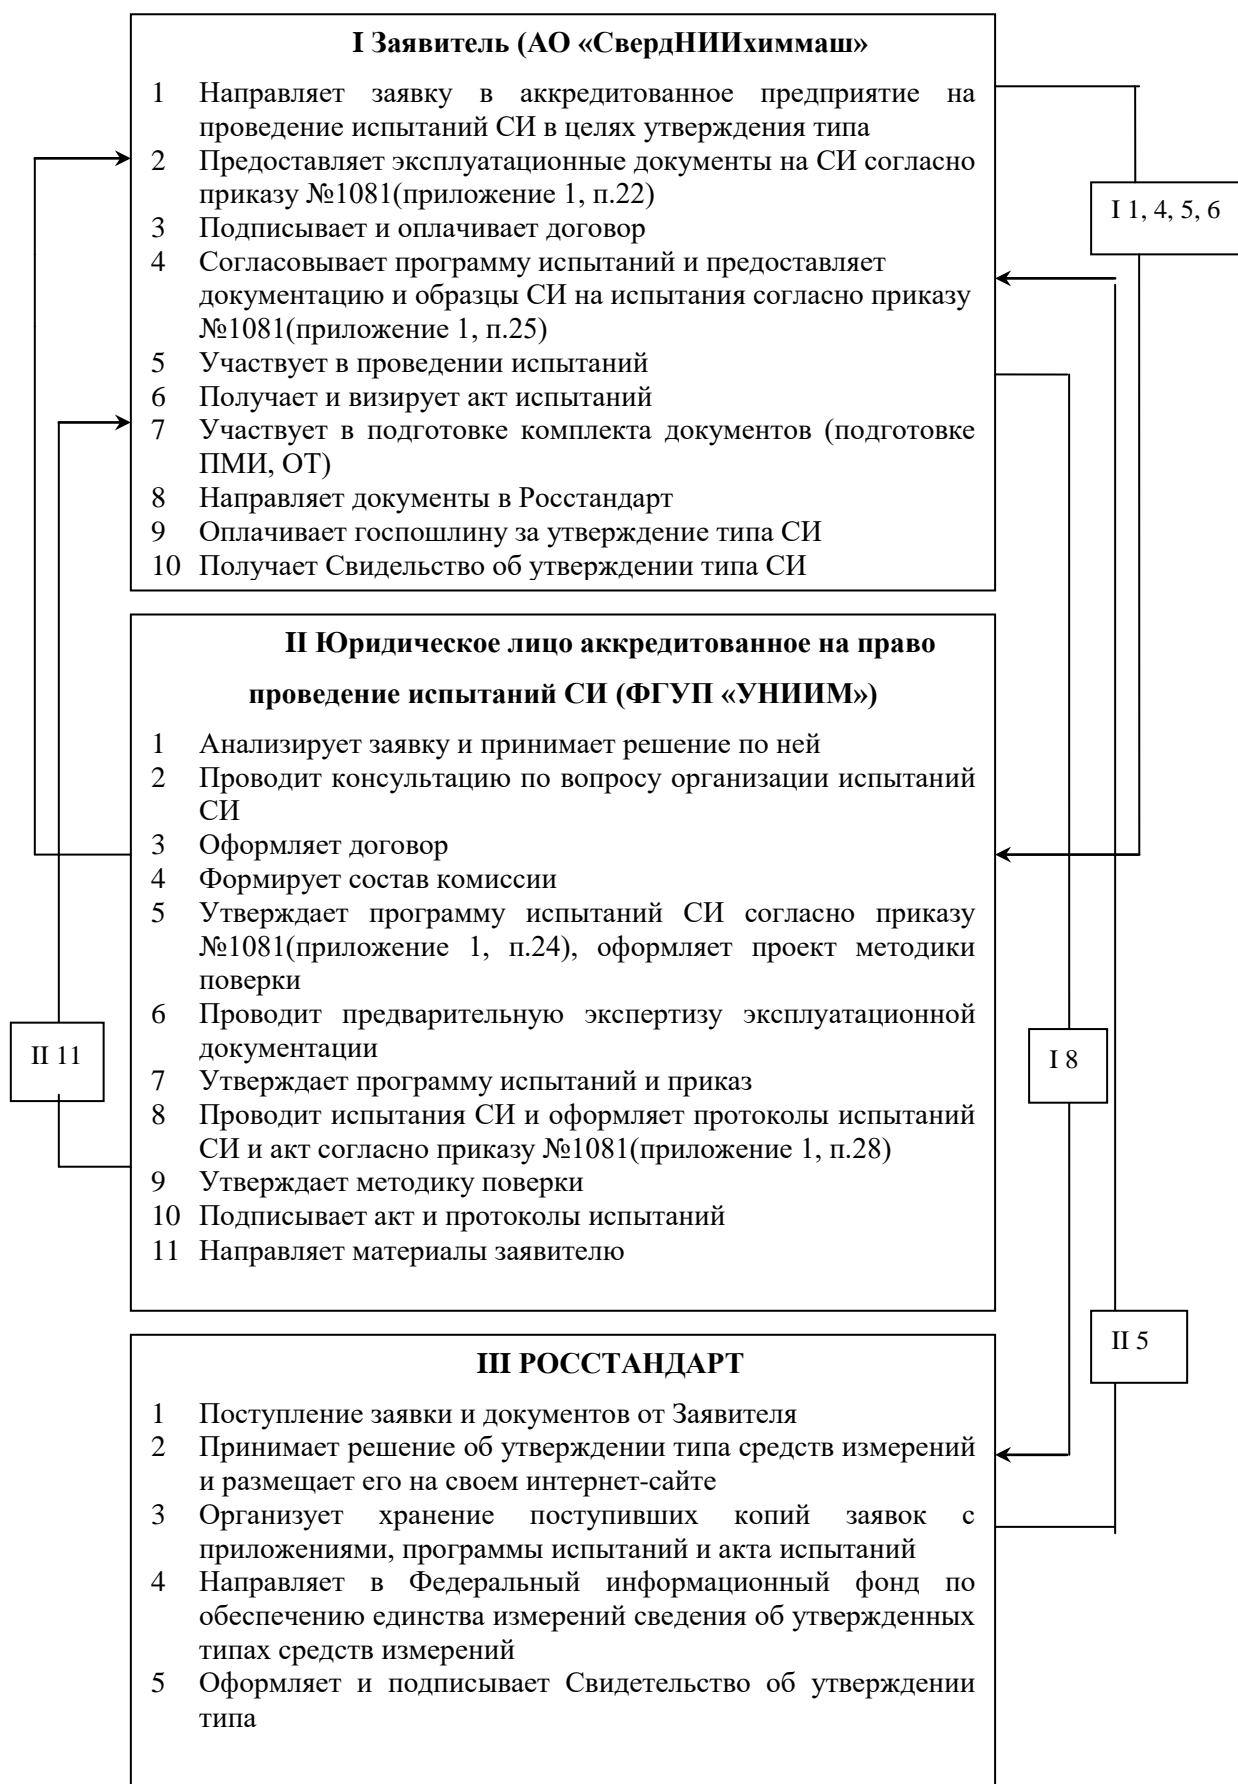 I Заявитель (АО «СвердНИИхиммаш»
1 Направляет заявку в аккредитованное предприятие на
проведение испытаний СИ в целях утверждения типа
2 Предоставляет эксплуатационные документы на СИ согласно
приказу №1081(приложение 1, п.22)
3 Подписывает и оплачивает договор
4 Согласовывает программу испытаний и предоставляет
документацию и образцы СИ на испытания согласно приказу
№1081(приложение 1, п.25)
5 Участвует в проведении испытаний
6 Получает и визирует акт испытаний
7 Участвует в подготовке комплекта документов (подготовке
ПМИ, ОТ)
8 Направляет документы в Росстандарт
9 Оплачивает госпошлину за утверждение типа СИ
10 Получает Свидельство об утверждении типа СИ
I 1, 4, 5, 6
II Юридическое лицо аккредитованное на право
проведение испытаний СИ (ФГУП «УНИИМ»)
1 Анализирует заявку и принимает решение по ней
2 Проводит консультацию по вопросу организации испытаний
СИ
3 Оформляет договор
4 Формирует состав комиссии
5 Утверждает программу испытаний СИ согласно приказу
№1081(приложение 1, п.24), оформляет проект методики
поверки
6 Проводит предварительную экспертизу эксплуатационной
документации
7 Утверждает программу испытаний и приказ
8 Проводит испытания СИ и оформляет протоколы испытаний
СИ и акт согласно приказу №1081(приложение 1, п.28)
9 Утверждает методику поверки
10 Подписывает акт и протоколы испытаний
11 Направляет материалы заявителю
II 11
I 8
II 5
III РОССТАНДАРТ
1 Поступление заявки и документов от Заявителя
2 Принимает решение об утверждении типа средств измерений
и размещает его на своем интернет-сайте
3 Организует хранение поступивших копий заявок с
приложениями, программы испытаний и акта испытаний
4 Направляет в Федеральный информационный фонд по
обеспечению единства измерений сведения об утвержденных
типах средств измерений
5 Оформляет и подписывает Свидетельство об утверждении
типа